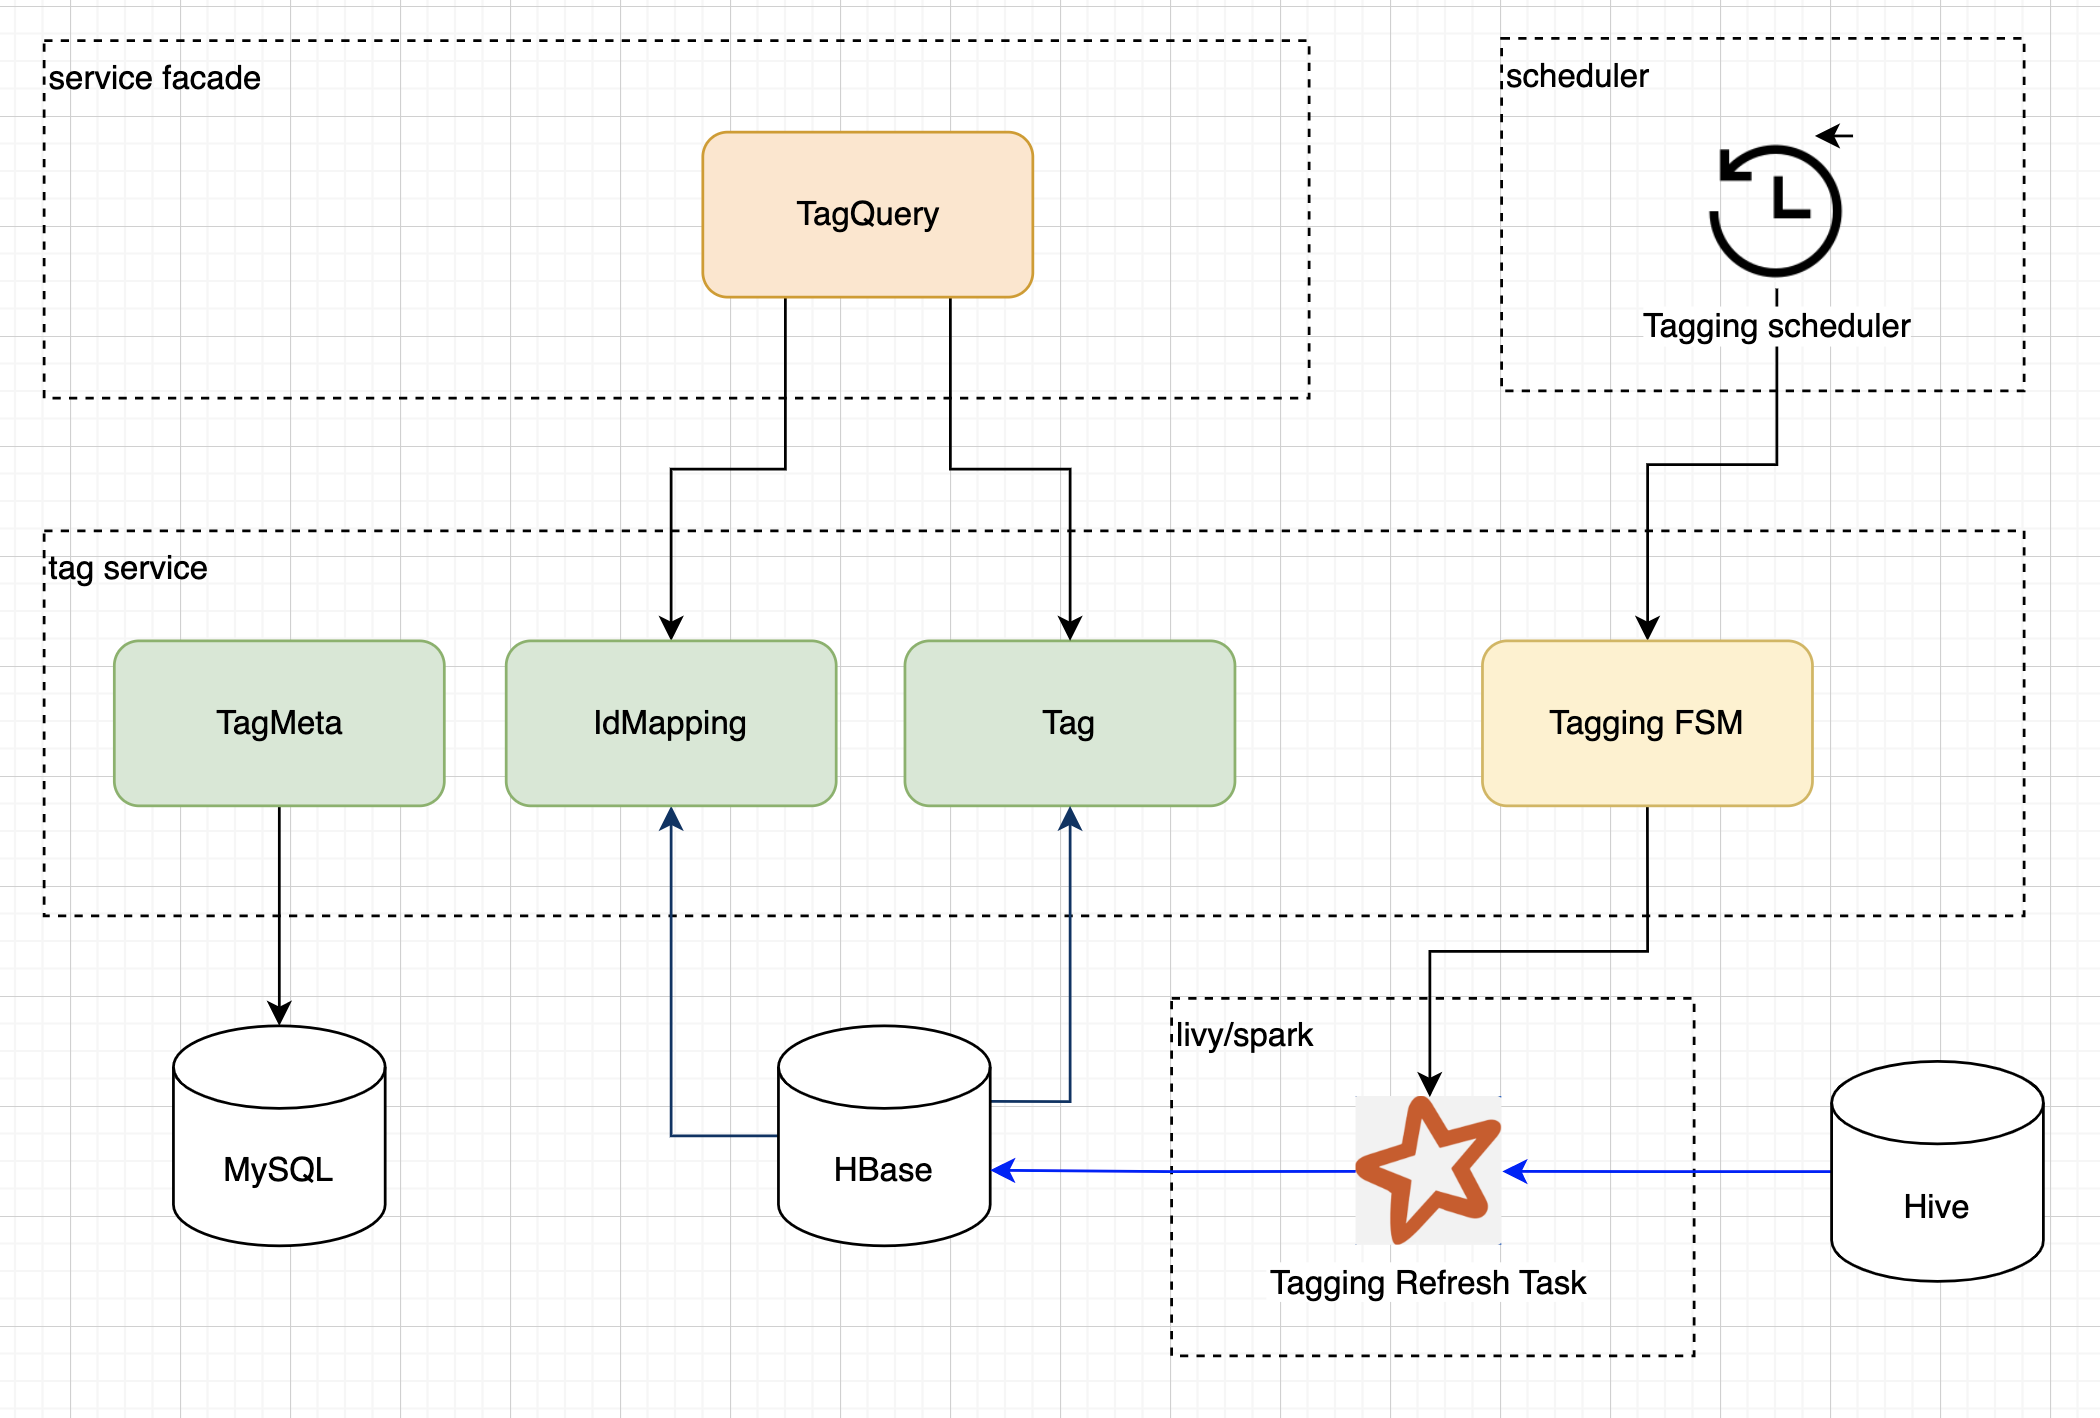 service facade
scheduler
TagQuery
Tagging scheduler
tag service
TagMeta
IdMapping
Tag
Tagging FSM
livy/spark
MySQL
HBase
Hive
Tagging Refresh Task